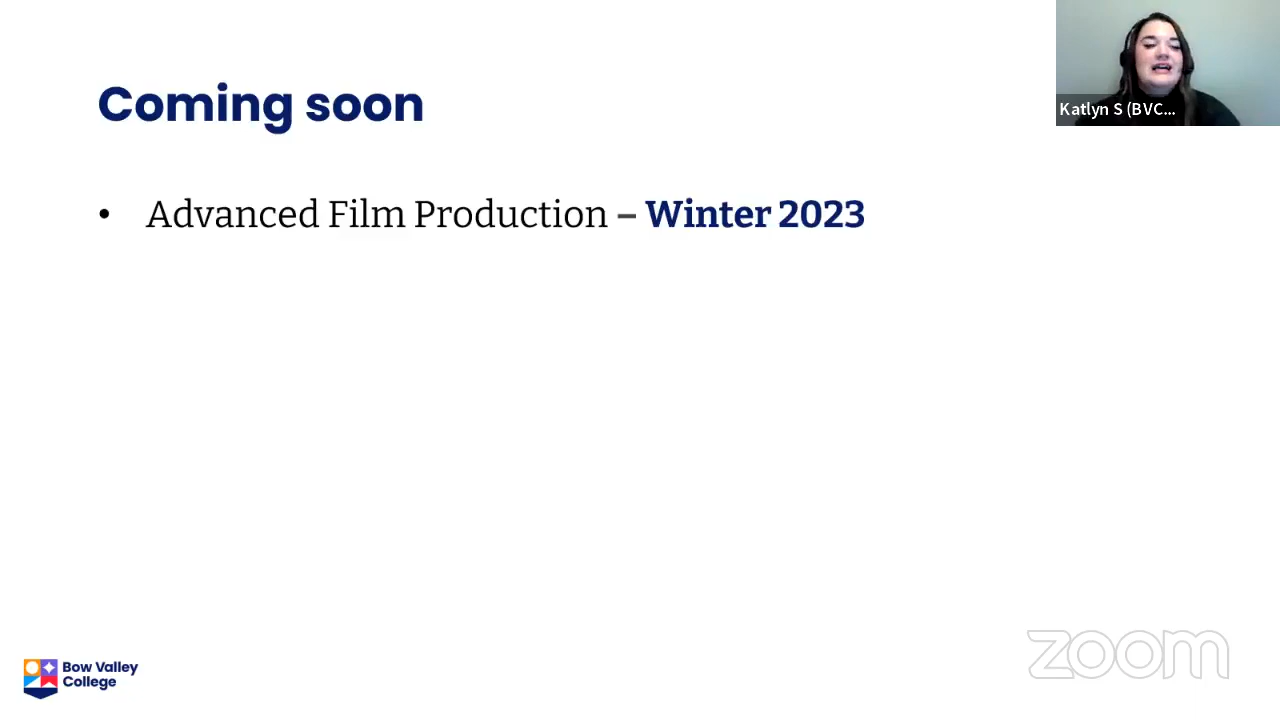 Coming soon
Katlyn S (BVC...
• Advanced Film Production – Winter 2023
Bow Valley
College
zoom